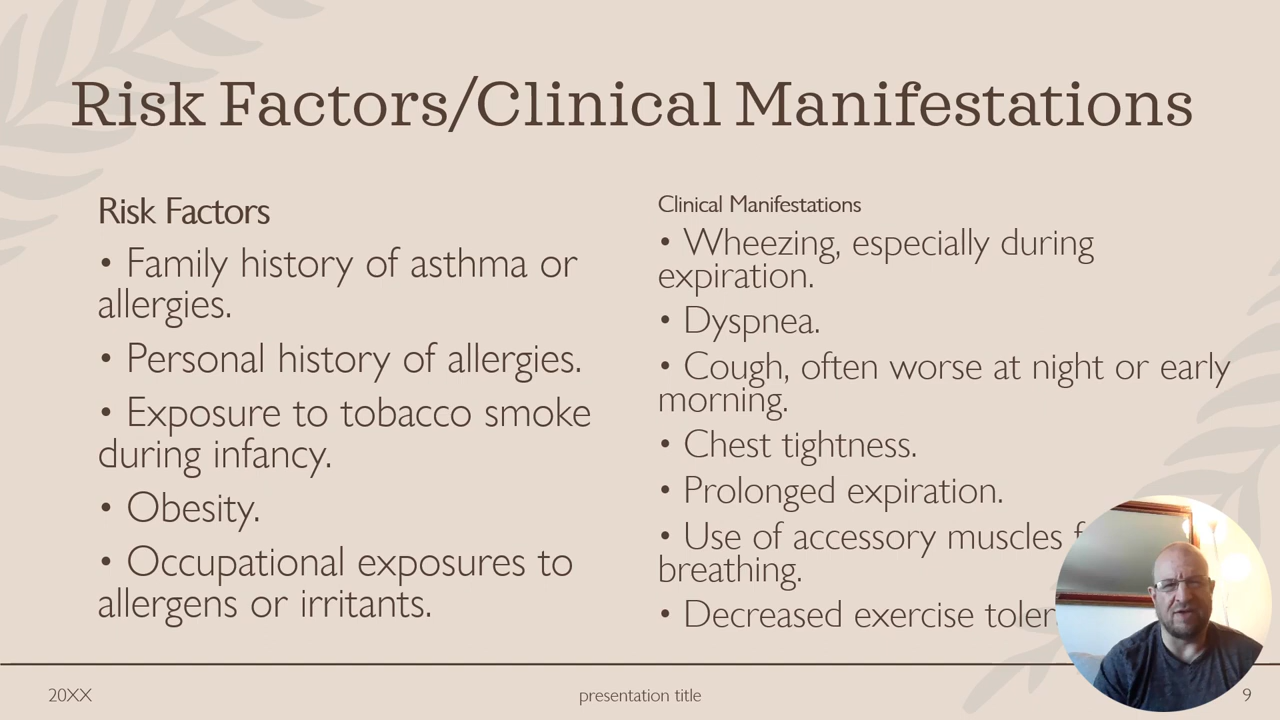 Risk Factors/Clinical Manifestations
Risk Factors
• Family history of asthma or
allergies.
• Personal history of allergies.
• Exposure to tobacco smoke
during infancy.
• Obesity.
• Occupational exposures to
allergens or irritants.
Clinical Manifestations
• Wheezing, especially during
expiration.
• Dyspnea.
• Cough, often worse at night or early
morning.
• Chest tightness.
• Prolonged expiration.
• Use of accessory muscles
breathing.
• Decreased exercise
20XX
presentation title
9